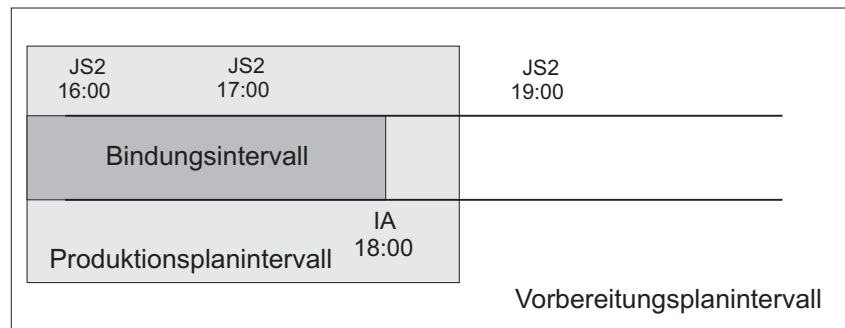 JS2
16:00
JS2
17:00
JS2
19:00
Bindungsintervall
IA
18:00
Produktionsplanintervall
Vorbereitungsplanintervall